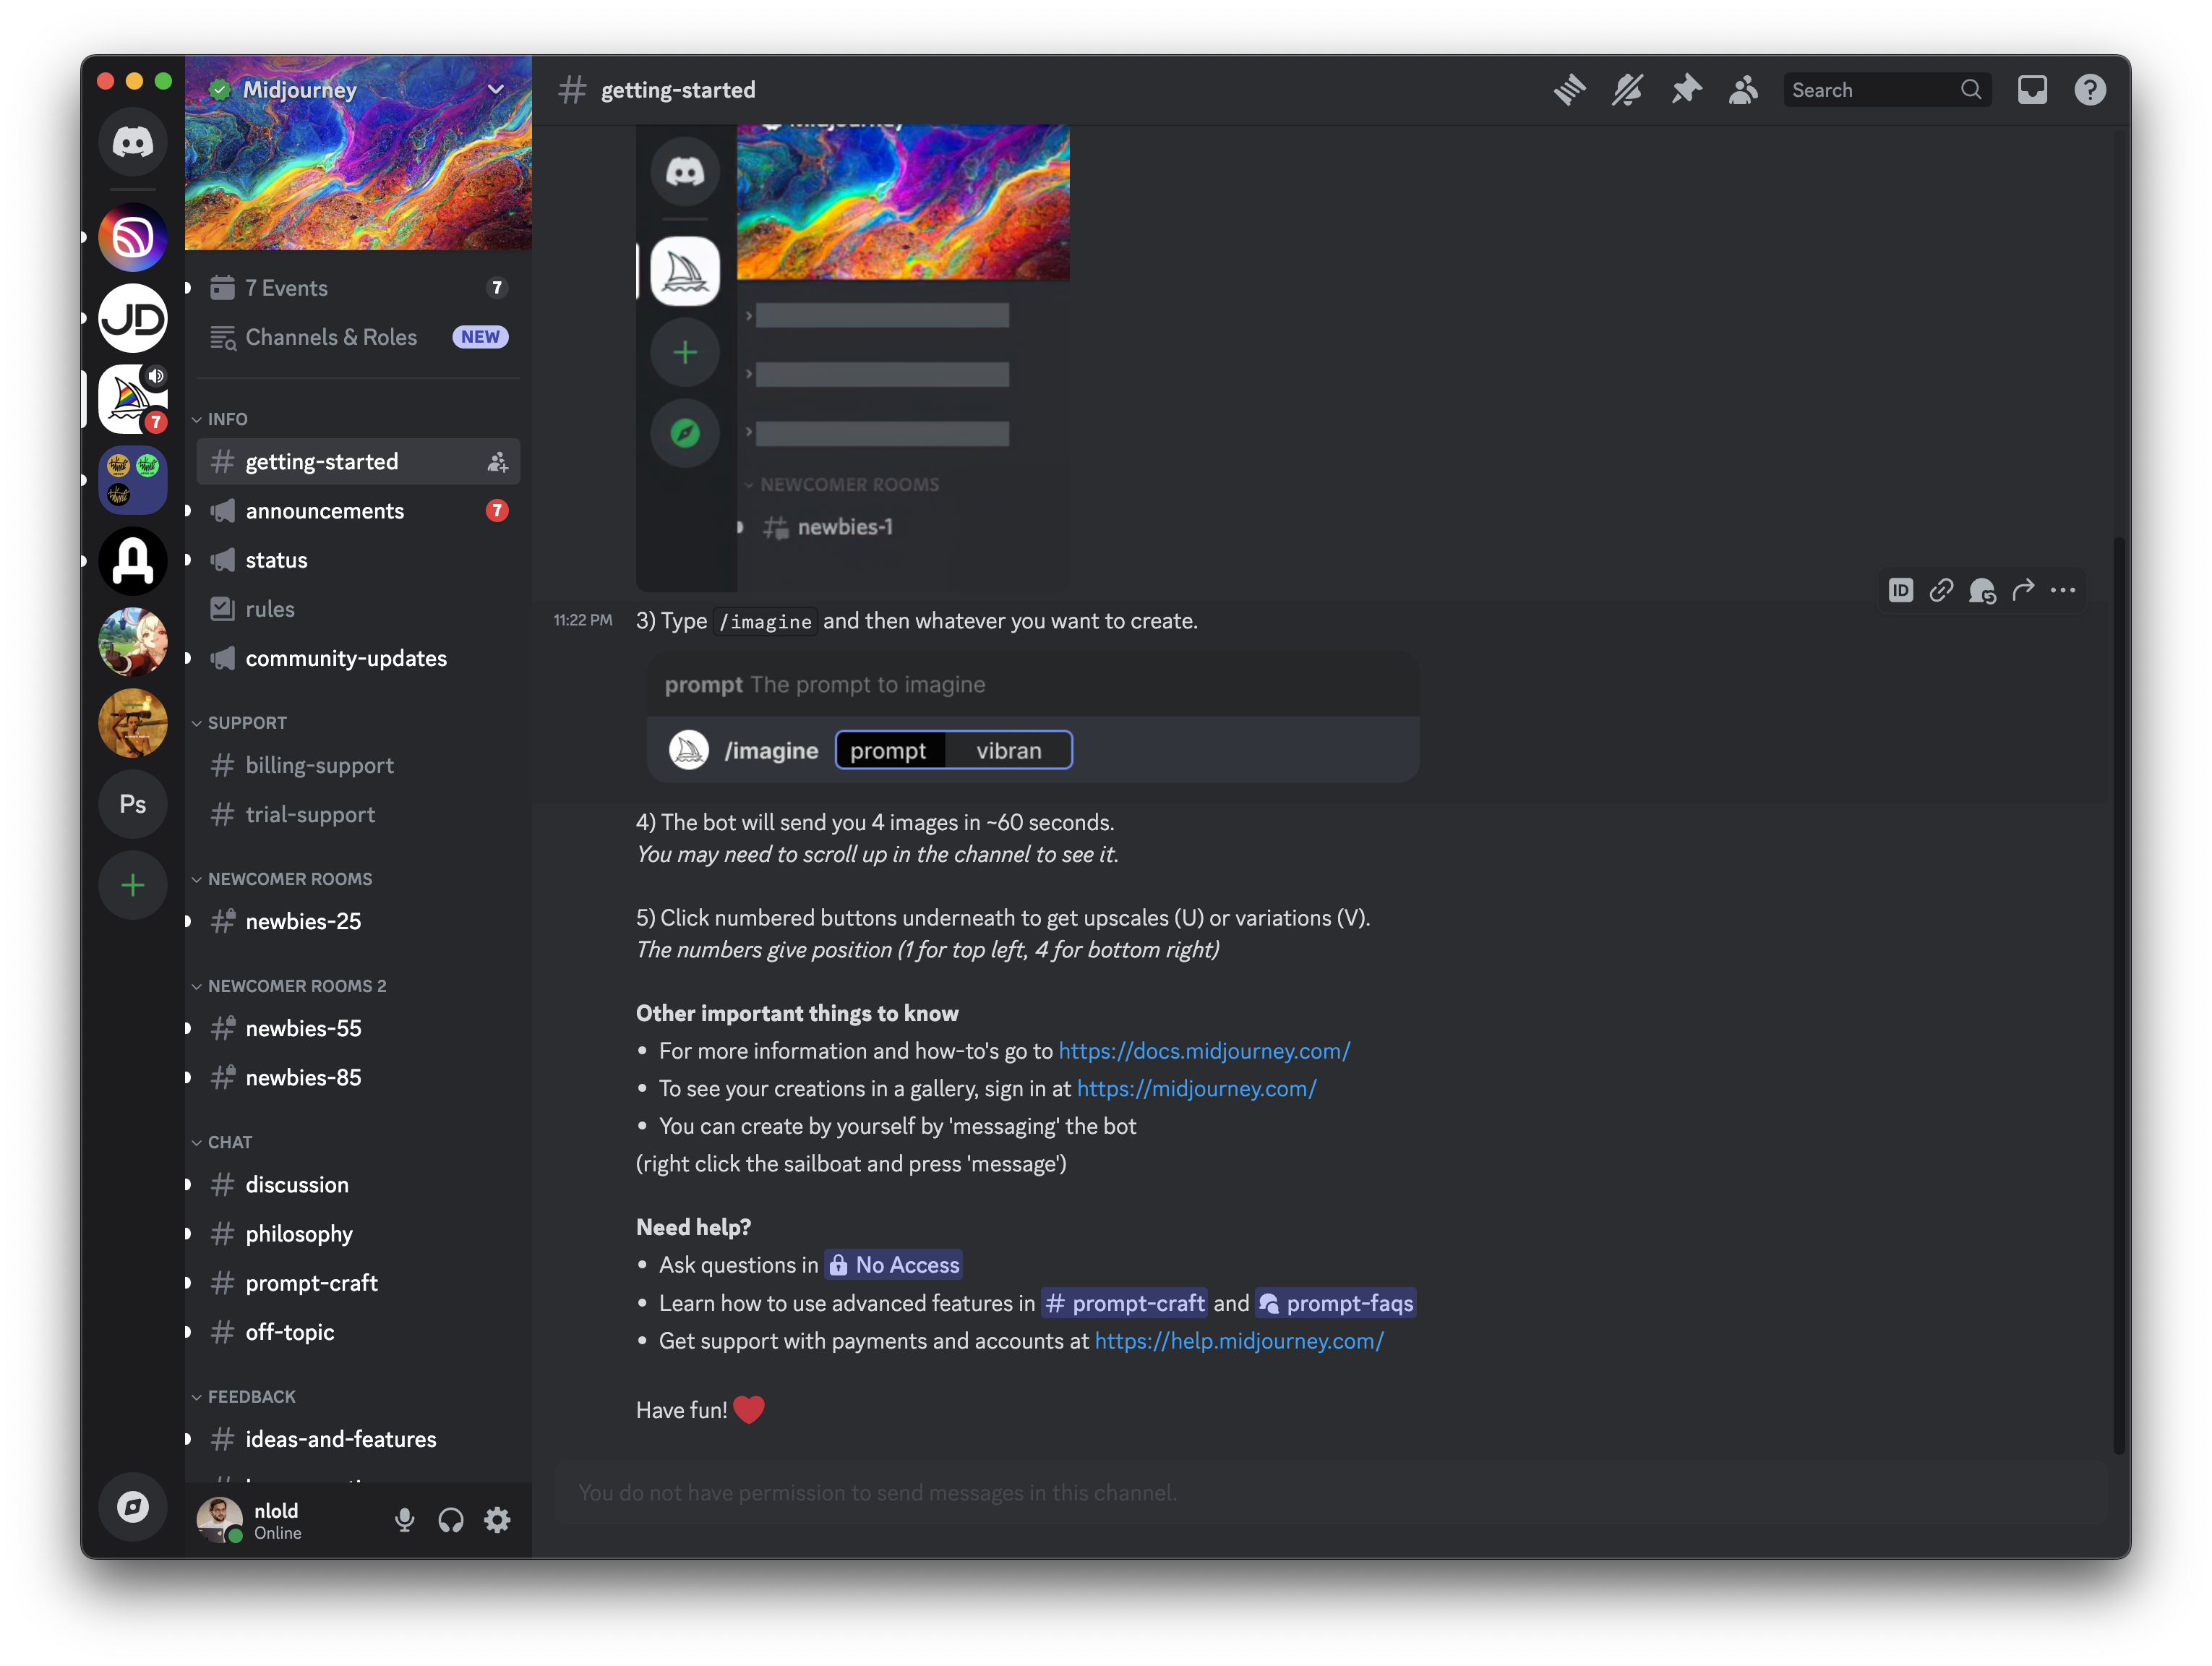 Midjourney
7 Events
7
Channels & Roles
NEW
INFO
getting-started
announcements
7
status
rules
community-updates
SUPPORT
billing-support
trial-support
NEWCOMER ROOMS
newbies-25
NEWCOMER ROOMS 2
newbies-55
newbies-85
CHAT
discussion
philosophy
prompt-craft
off-topic
FEEDBACK
ideas-and-features
nlold
Online
JD
7
Ps
getting-started
Search
NEWCOMER ROOMS
newbies-1
ID
11:22 PM
3) Type /imagine and then whatever you want to create.
prompt The prompt to imagine
/imagine prompt vibran
4) The bot will send you 4 images in ~60 seconds.
You may need to scroll up in the channel to see it.
5) Click numbered buttons underneath to get upscales (U) or variations (V).
The numbers give position (1 for top left, 4 for bottom right)
Other important things to know
• For more information and how-to's go to https://docs.midjourney.com/
• To see your creations in a gallery, sign in at https://midjourney.com/
• You can create by yourself by 'messaging' the bot
(right click the sailboat and press 'message')
Need help?
• Ask questions in No Access
• Learn how to use advanced features in # prompt-craft and prompt-faqs
• Get support with payments and accounts at https://help.midjourney.com/
Have fun!
You do not have permission to send messages in this channel.